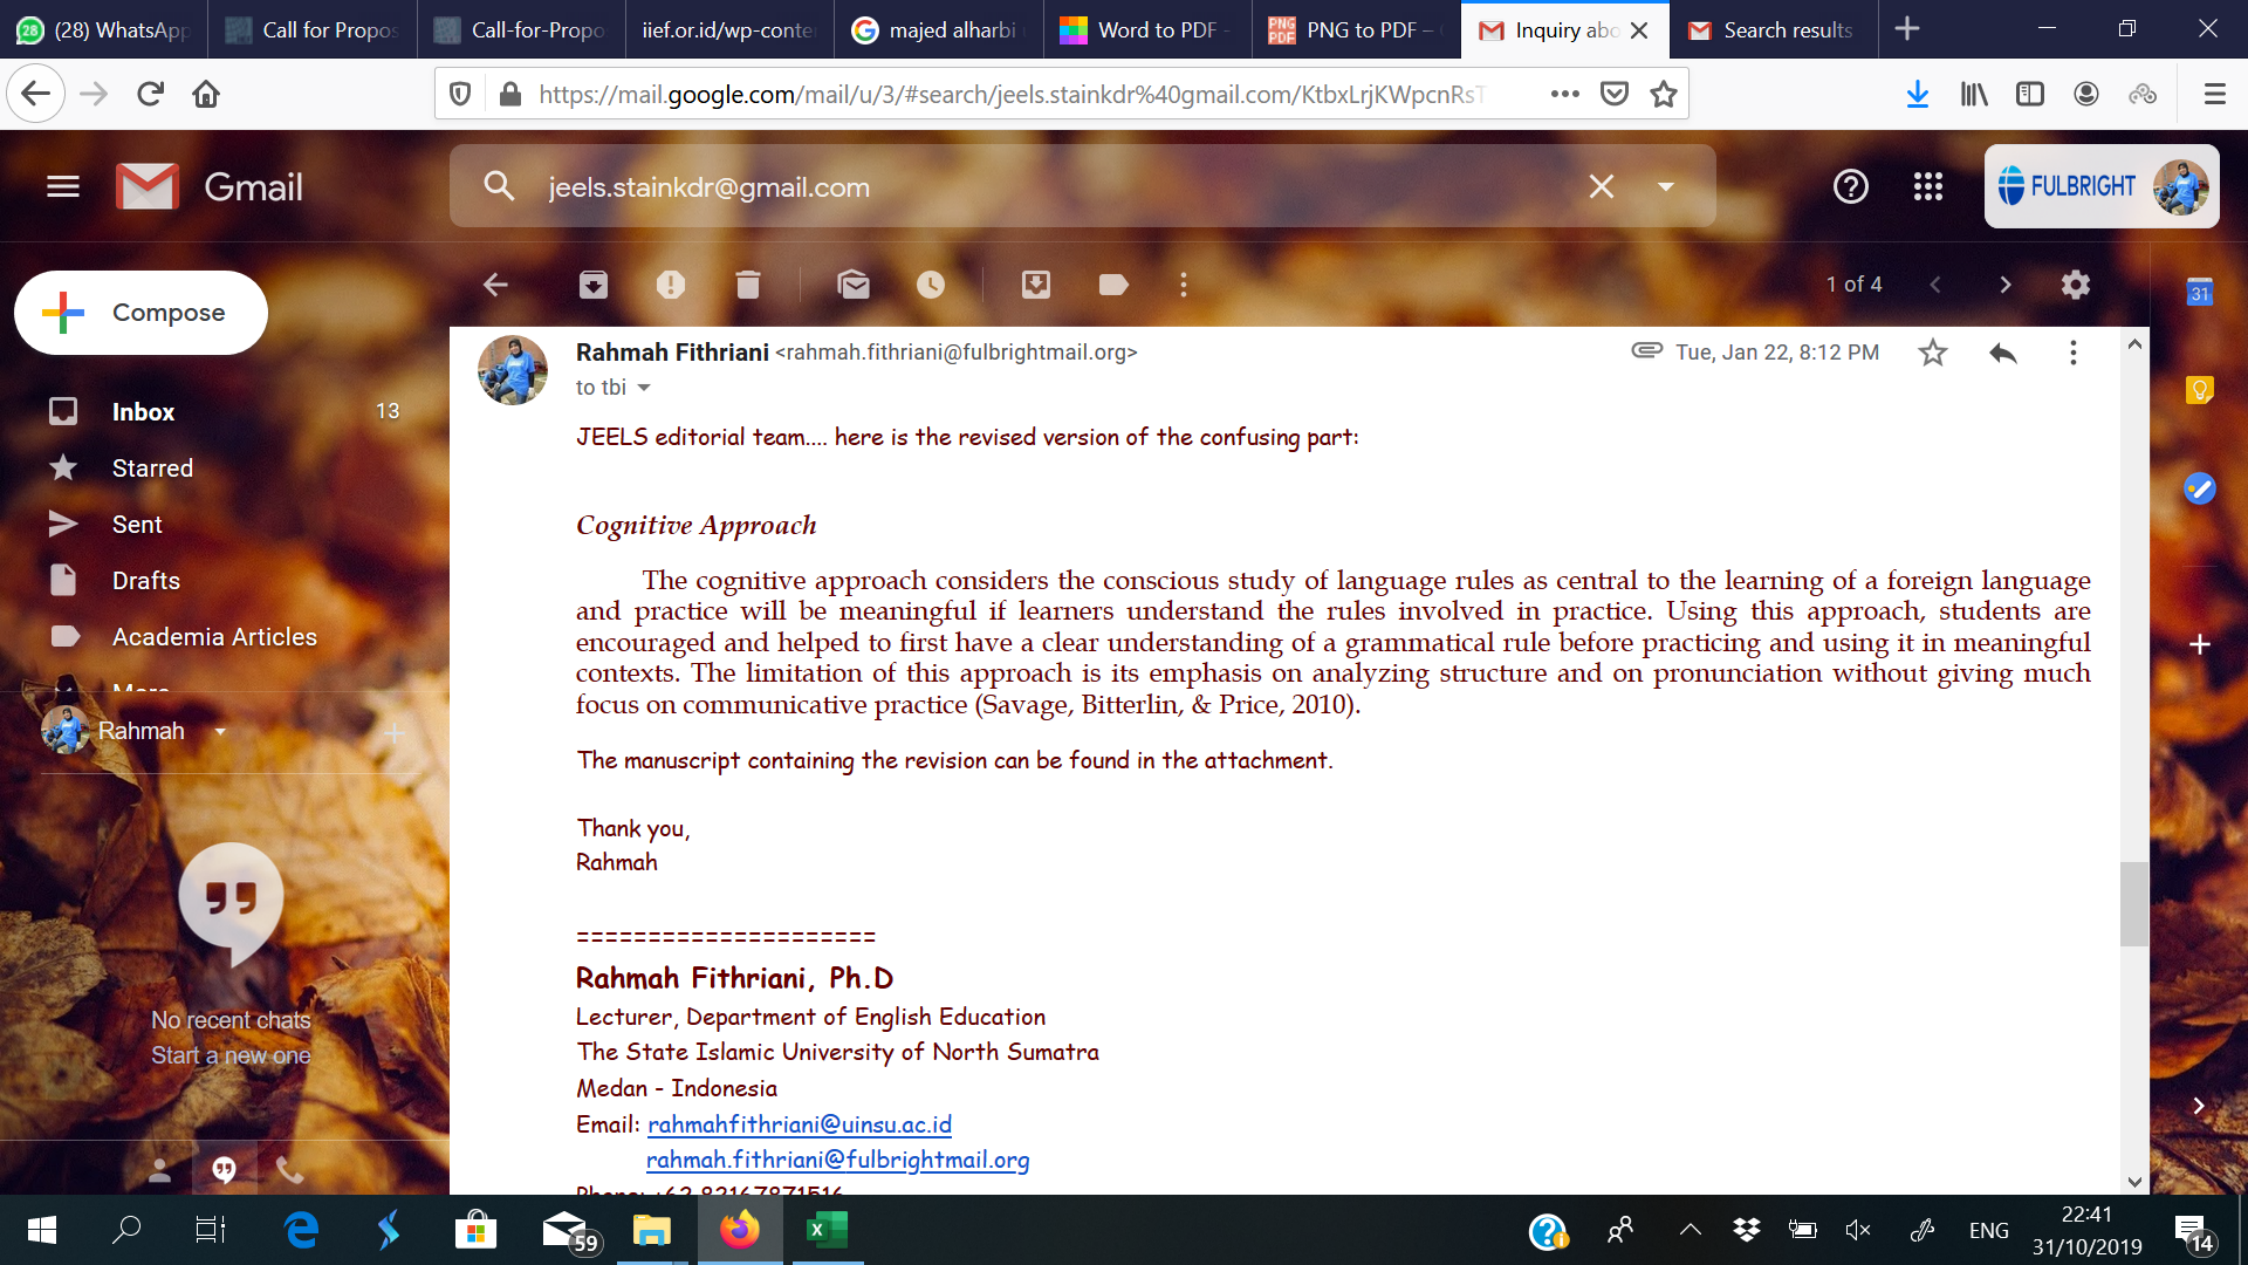 28 (28) WhatsApp
Call for Propos
Call-for-Propo
iief.or.id/wp-conte
majed alharbi
Word to PDF -
PNG PDF PNG to PDF –
Inquiry abo
Search results
https://mail.google.com/mail/u/3/#search/jeels.stainkdr%40gmail.com/KtbxLrjKWpcnRsT
Gmail
jeels.stainkdr@gmail.com
FULBRIGHT
Compose
1 of 4
31
Inbox 13
Starred
Sent
Drafts
Academia Articles
More
Rahmah
No recent chats
Start a new one
Rahmah Fithriani <rahmah.fithriani@fulbrightmail.org>
Tue, Jan 22, 8:12 PM
to tbi
JEELS editorial team.... here is the revised version of the confusing part:
Cognitive Approach
The cognitive approach considers the conscious study of language rules as central to the learning of a foreign language
and practice will be meaningful if learners understand the rules involved in practice. Using this approach, students are
encouraged and helped to first have a clear understanding of a grammatical rule before practicing and using it in meaningful
contexts. The limitation of this approach is its emphasis on analyzing structure and on pronunciation without giving much
focus on communicative practice (Savage, Bitterlin, & Price, 2010).
The manuscript containing the revision can be found in the attachment.
Thank you,
Rahmah
=====================
Rahmah Fithriani, Ph.D
Lecturer, Department of English Education
The State Islamic University of North Sumatra
Medan - Indonesia
Email: rahmahfithriani@uinsu.ac.id
rahmah.fithriani@fulbrightmail.org
Phone: +62 82167871516
59
ENG
22:41
31/10/2019
14